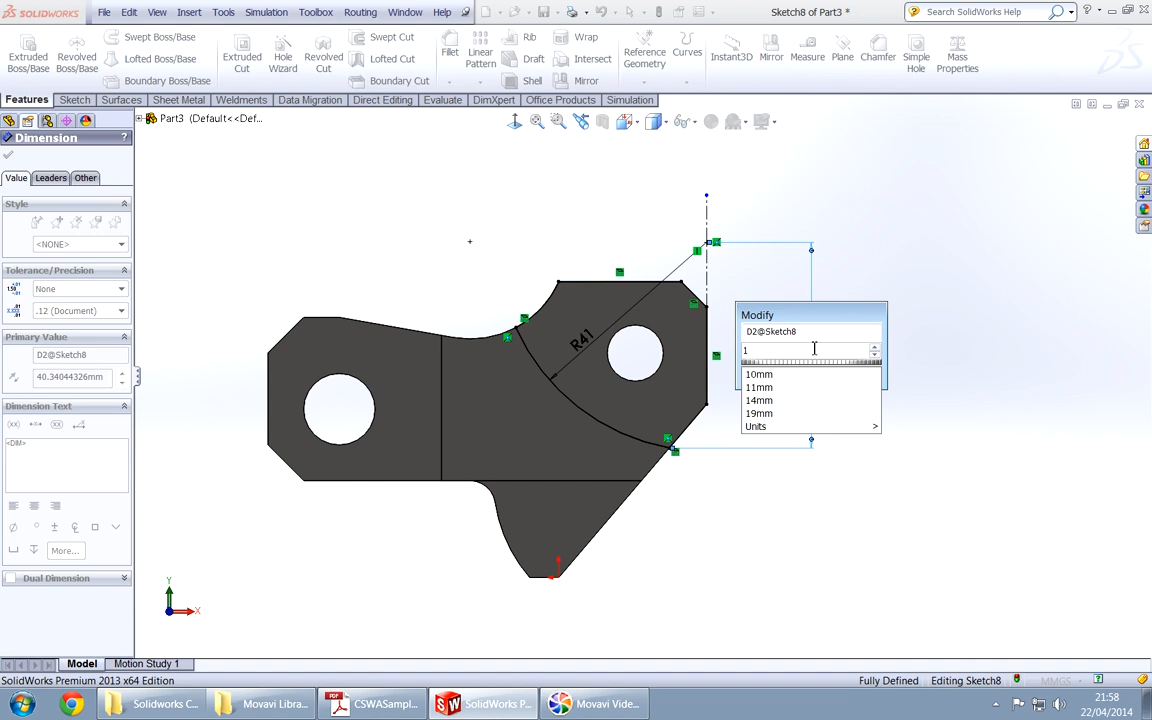 SOLIDWORKS File Edit View Insert Tools Simulation Toolbox Routing Window Help Sketch8 of Part3 * Search SolidWorks Help
Extruded Boss/Base
Revolved Boss/Base
Swept Boss/Base
Lofted Boss/Base
Boundary Boss/Base
Extruded Cut
Hole Wizard
Revolved Cut
Swept Cut
Lofted Cut
Boundary Cut
Fillet
Linear Pattern
Rib
Draft
Shell
Wrap
Intersect
Mirror
Reference Geometry
Curves
Instant3D
Mirror
Measure
Plane
Chamfer
Simple Hole
Mass Properties
Features Sketch Surfaces Sheet Metal Weldments Data Migration Direct Editing Evaluate DimXpert Office Products Simulation
Part3 (Default<<Def...
Dimension ?
Value Leaders Other
Style
<NONE>
Tolerance/Precision
None
.12 (Document)
Primary Value
D2@Sketch8
40.34044326mm
Dimension Text
<DIM>
More...
Dual Dimension
R41
Modify
D2@Sketch8
1
10mm
11mm
14mm
19mm
Units >
Y
X
Model Motion Study 1
SolidWorks Premium 2013 x64 Edition Fully Defined Editing Sketch8 MMGS
Solidworks C... Movavi Libra... CSWASampl... SolidWorks P... Movavi Vide... 21:58
22/04/2014